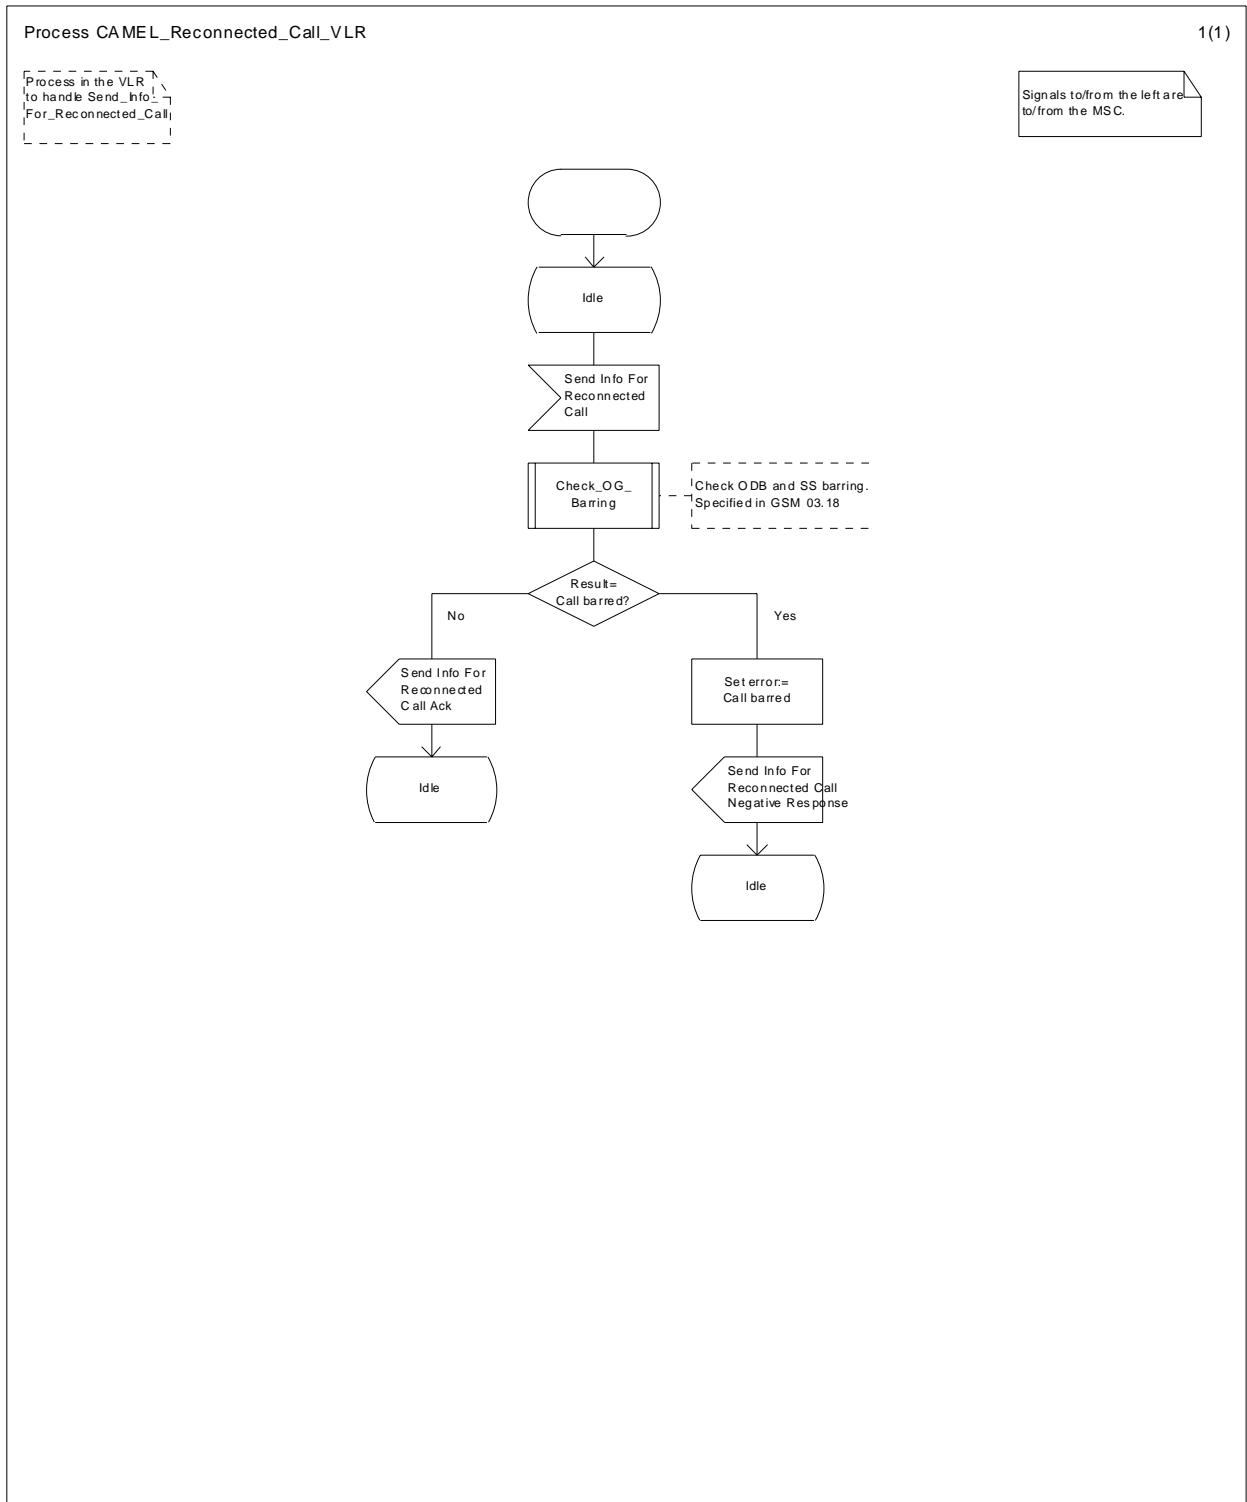 Process CAMEL_Reconnected_Call_VLR
1(1)
Process in the VLR
to handle Send_Info_
For_Reconnected_Call
Signals to/from the left are
to/from the MSC.
Idle
Send Info For
Reconnected
Call
Check_OG_
Barring
Check ODB and SS barring.
Specified in GSM 03.18
Result=
Call barred?
No
Yes
Send Info For
Reconnected
Call Ack
Set error:=
Call barred
Idle
Send Info For
Reconnected Call
Negative Response
Idle